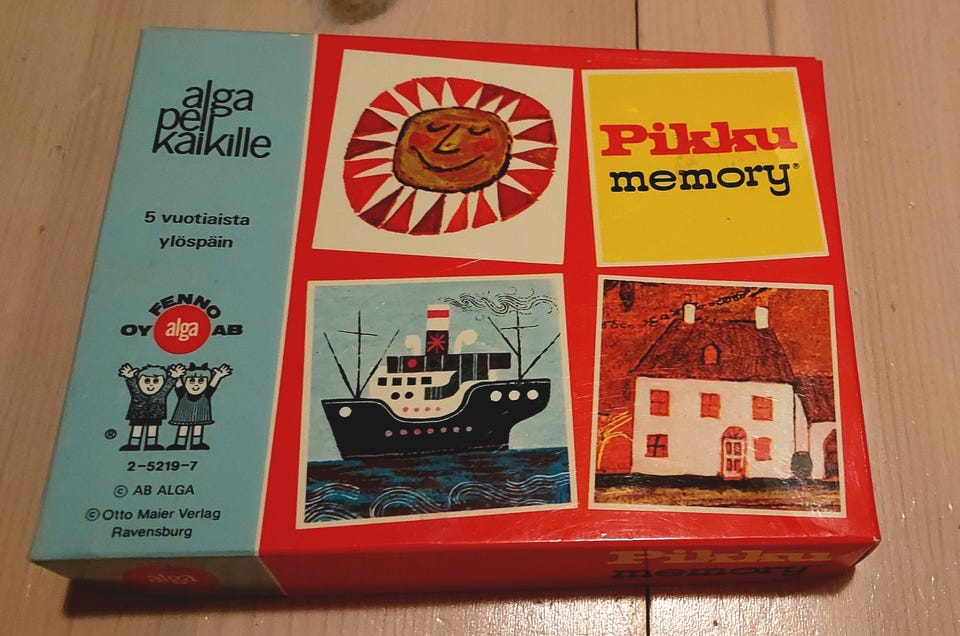 alga
peli
kaikille
5 vuotiaista
ylöspäin
FENNO
OY alga AB
®
2-5219-7
© AB ALGA
© Otto Maier Verlag
Ravensburg
Pikku
memory®
alga
Pikku
memory